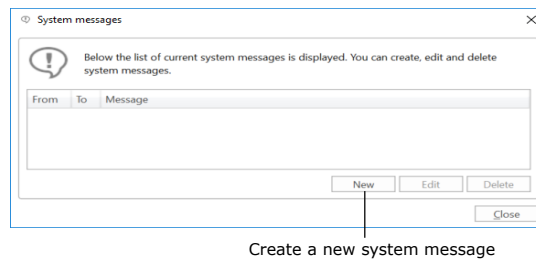 System messages
Below the list of current system messages is displayed. You can create, edit and delete
system messages.
From To Message
New Edit Delete
Close
Create a new system message